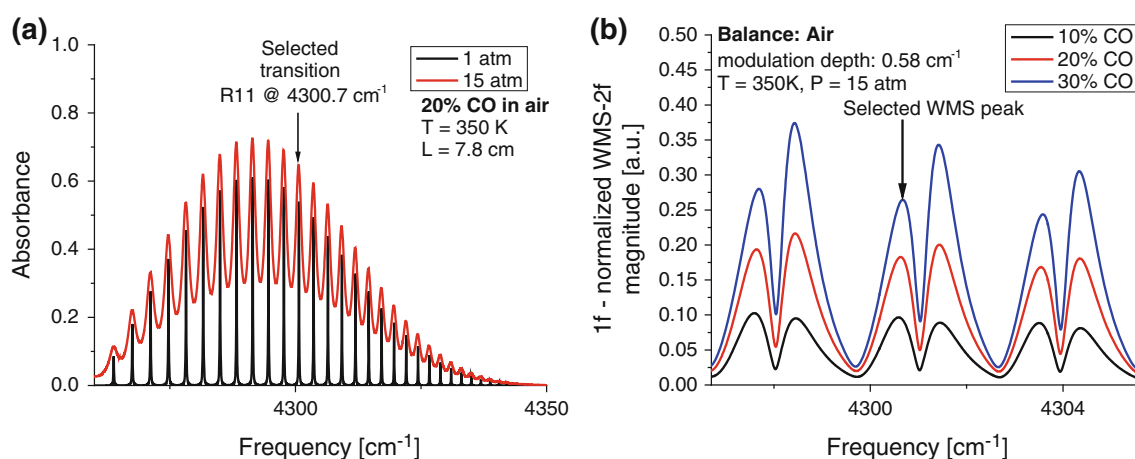 (a)
1.0
0.8
0.6
0.4
0.2
0.0
Absorbance
Selected
transition
R11 @ 4300.7 cm⁻¹
1 atm
15 atm
20% CO in air
T = 350 K
L = 7.8 cm
4300
4350
Frequency [cm⁻¹]
(b)
0.50
0.45
0.40
0.35
0.30
0.25
0.20
0.15
0.10
0.05
0.00
1f - normalized WMS-2f
magnitude [a.u.]
Balance: Air
modulation depth: 0.58 cm⁻¹
T = 350K, P = 15 atm
Selected WMS peak
10% CO
20% CO
30% CO
4300
4304
Frequency [cm⁻¹]